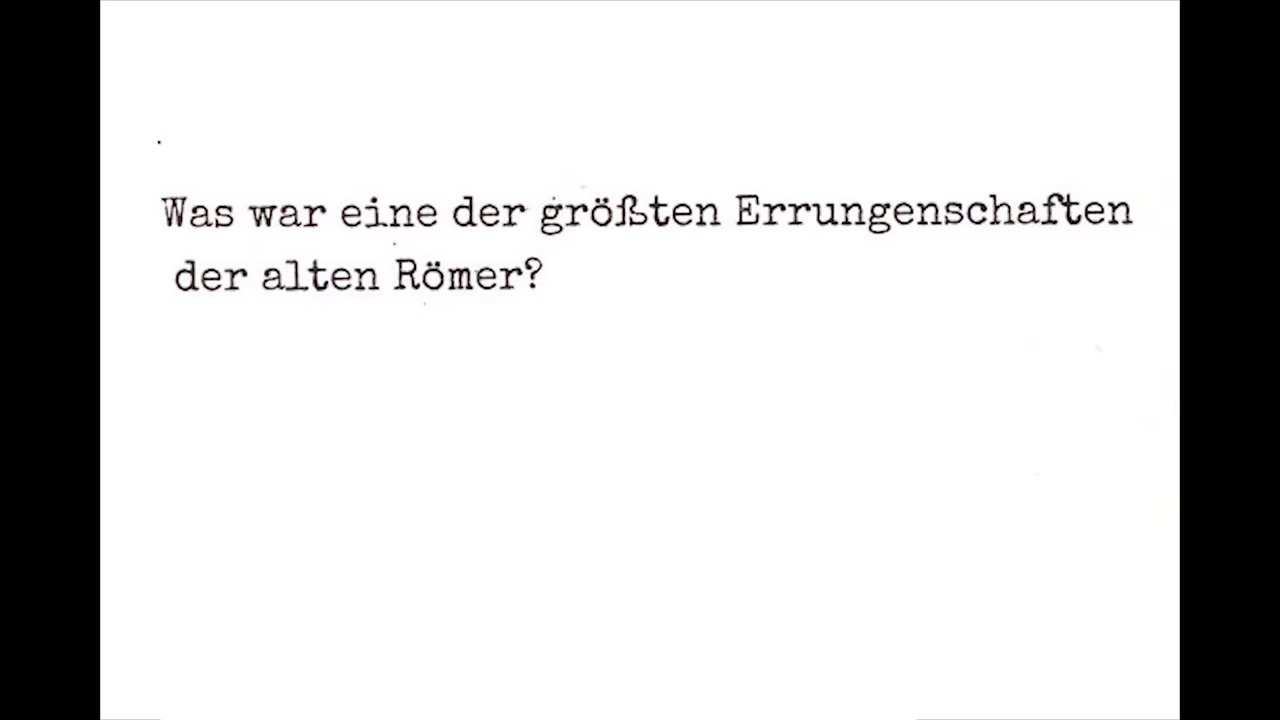 Was war eine der größten Errungenschaften
der alten Römer?